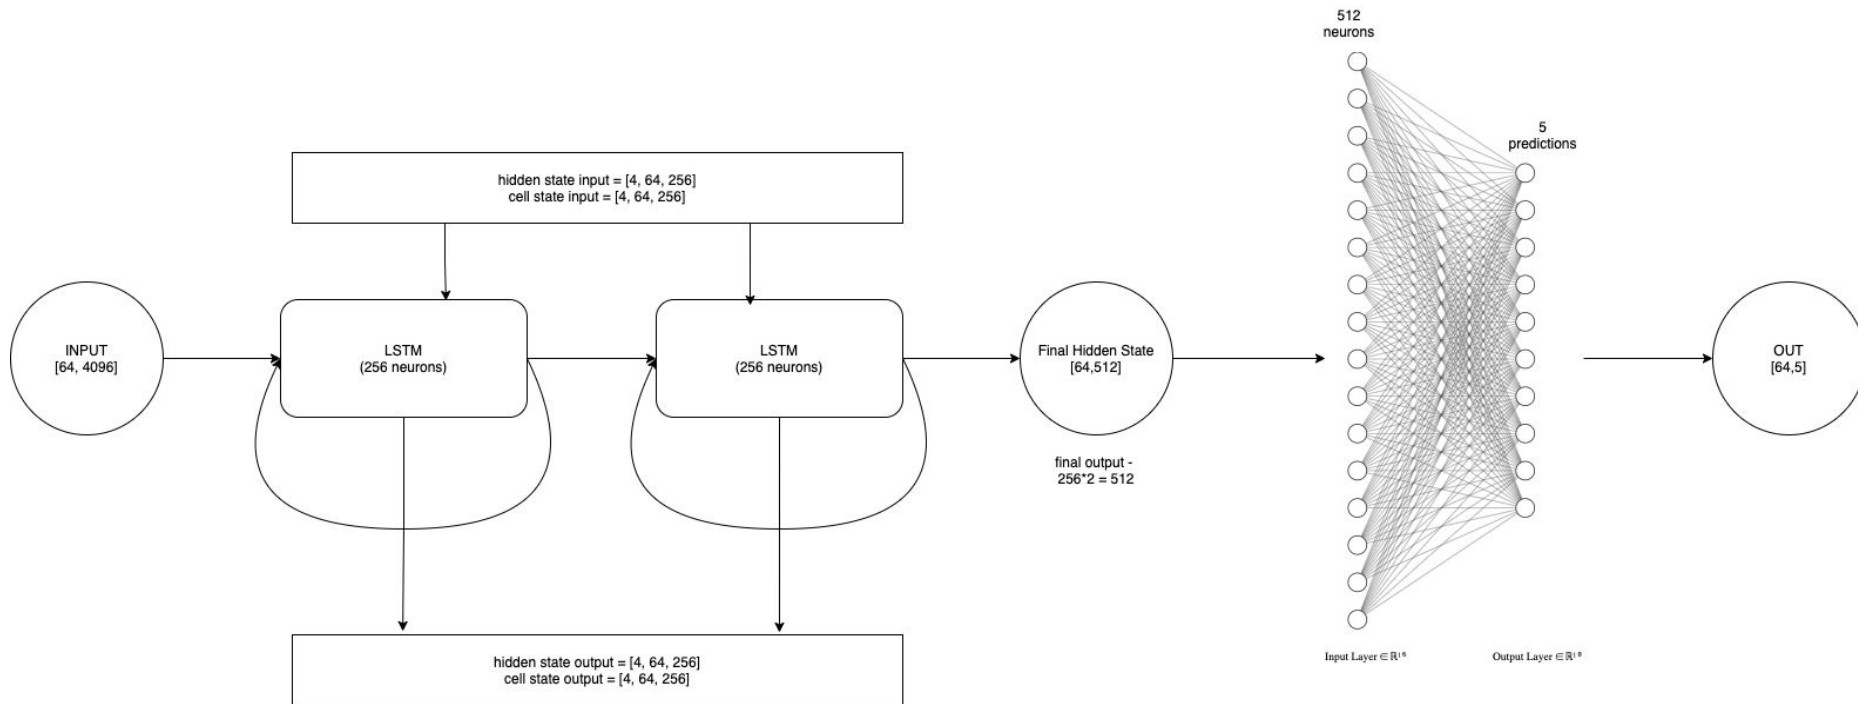 512
neurons
5
predictions
hidden state input = [4, 64, 256]
cell state input = [4, 64, 256]
INPUT
[64, 4096]
LSTM
(256 neurons)
LSTM
(256 neurons)
Final Hidden State
[64,512]
final output -
256*2 = 512
OUT
[64,5]
hidden state output = [4, 64, 256]
cell state output = [4, 64, 256]
Input Layer ∈ ℝ¹⁶
Output Layer ∈ ℝ¹⁰